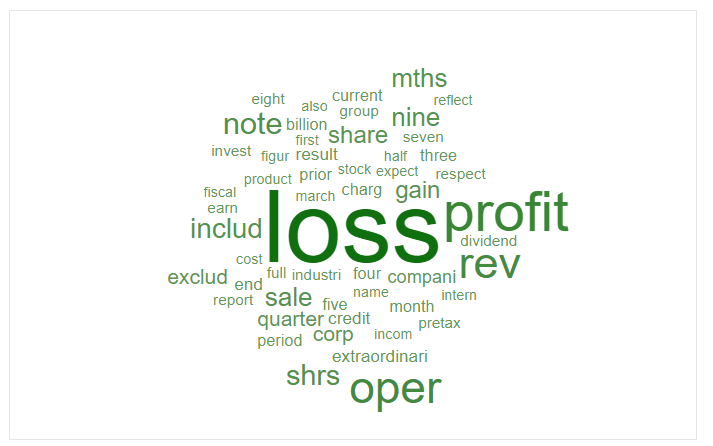 mths
eight
current
reflect
also
group
note
billion
nine
first
share
seven
invest
figur
result
half
three
product
prior
stock
expect
respect
fiscal
march
charg
gain
earn
includ
loss
profit
dividend
cost
rev
exclud
end
full
industri
four
compani
report
sale
five
name
month
intern
quarter
credit
pretax
period
corp
incom
extraordinari
shrs
oper